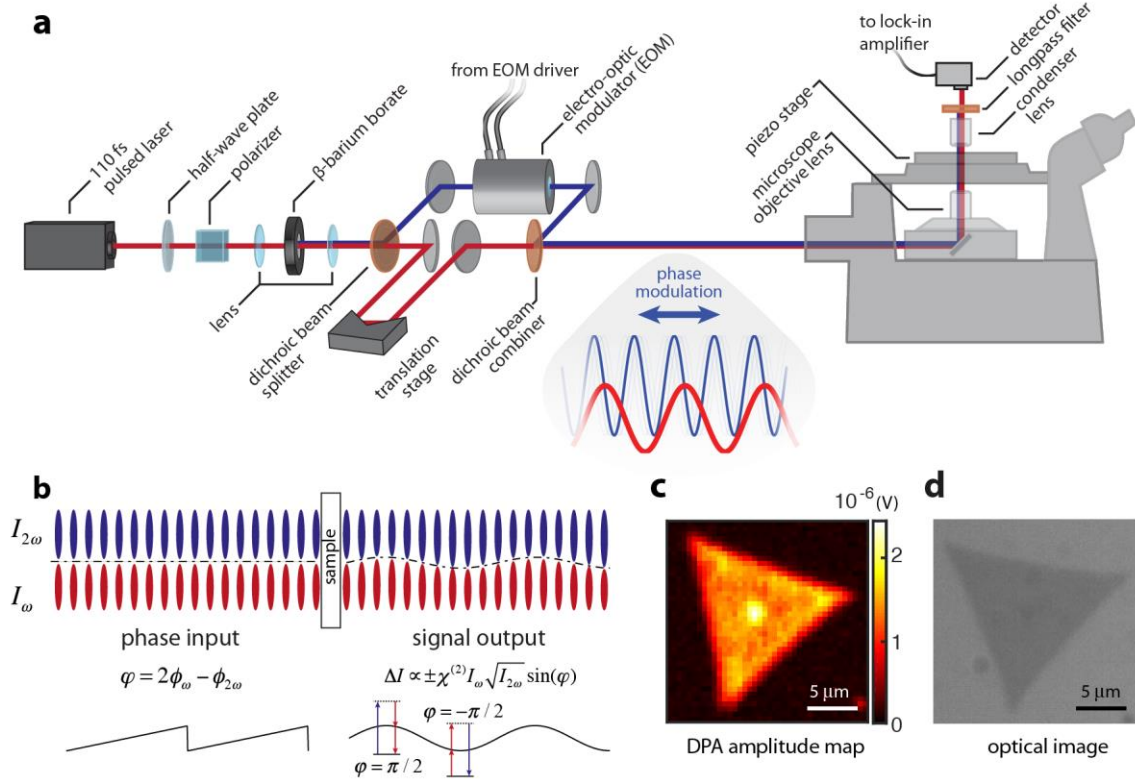 a
110 fs
pulsed laser
half-wave plate
polarizer
β-barium borate
from EOM driver
electro-optic
modulator (EOM)
to lock-in
amplifier
detector
longpass filter
condenser
lens
piezo stage
microscope
objective lens
lens
dichroic beam
splitter
translation
stage
dichroic beam
combiner
phase
modulation
b
I2ω
Iω
sample
phase input
signal output
φ = 2ϕω − ϕ2ω
ΔI ∝ ±χ(2) Iω √I2ω sin(φ)
φ = π / 2
φ = −π / 2
c
10-6 (V)
2
1
0
5 μm
DPA amplitude map
d
5 μm
optical image